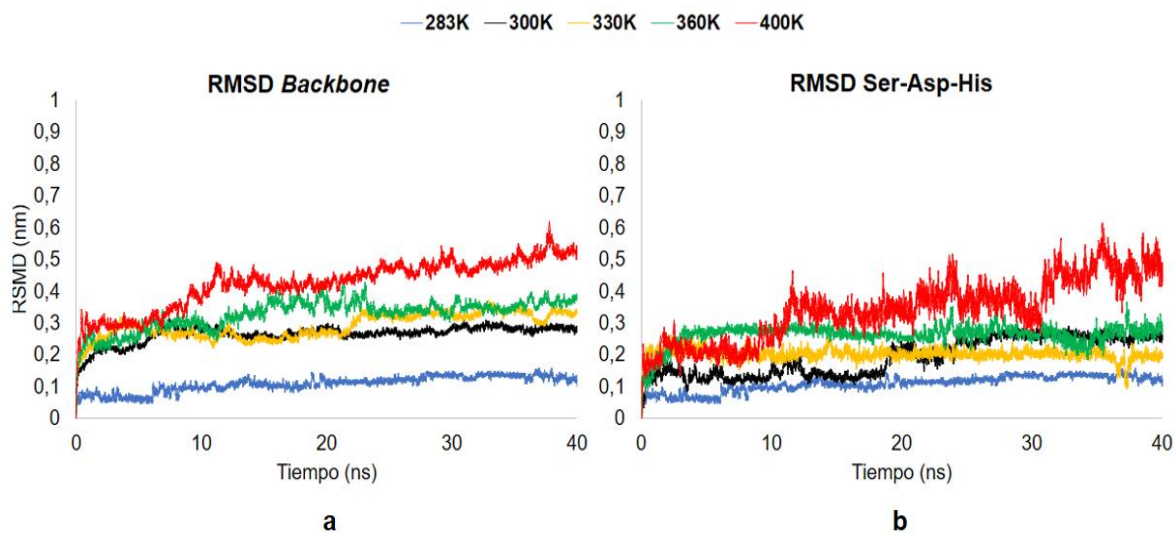 283K 300K 330K 360K 400K
RMSD Backbone
1
0,9
0,8
0,7
0,6
0,5
0,4
0,3
0,2
0,1
0
RSMD (nm)
0 10 20 30 40
Tiempo (ns)
a
RMSD Ser-Asp-His
1
0,9
0,8
0,7
0,6
0,5
0,4
0,3
0,2
0,1
0
0 10 20 30 40
Tiempo (ns)
b